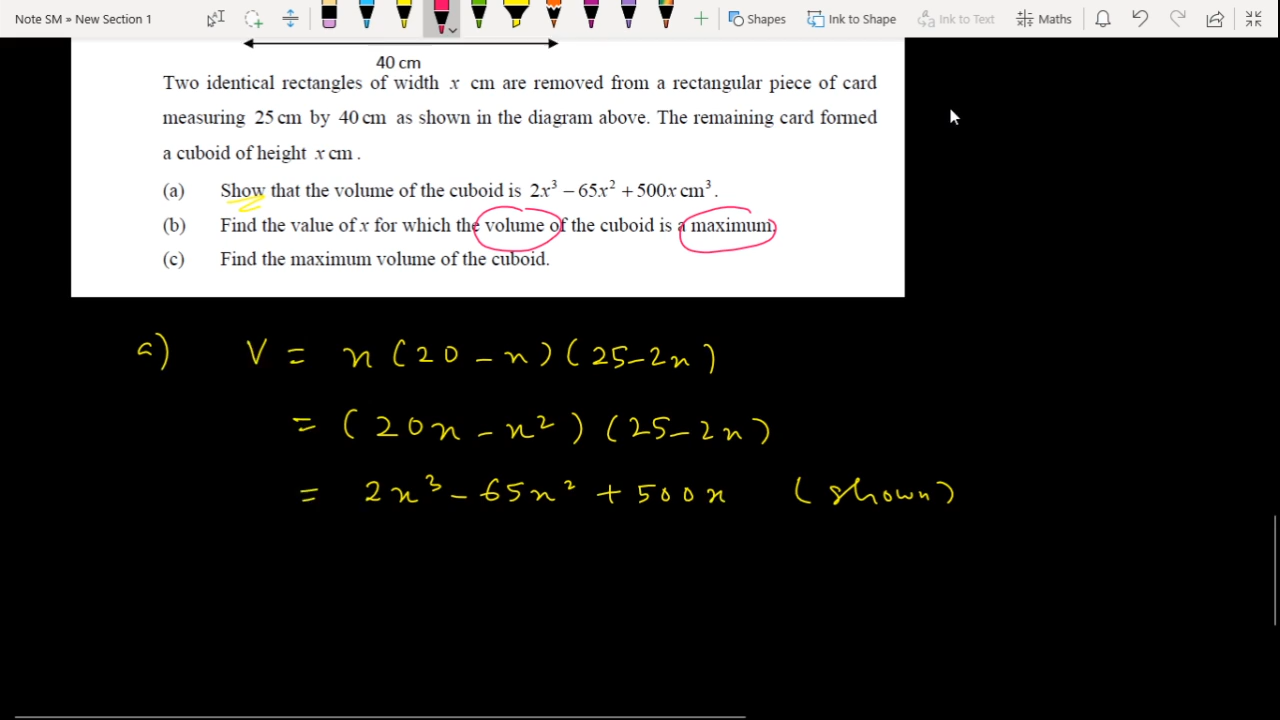 Note SM » New Section 1
Shapes
Ink to Shape
Ink to Text
Maths
40 cm
Two identical rectangles of width x cm are removed from a rectangular piece of card
measuring 25 cm by 40 cm as shown in the diagram above. The remaining card formed
a cuboid of height x cm .
(a) Show that the volume of the cuboid is 2x³ − 65x² + 500x cm³ .
(b) Find the value of x for which the volume of the cuboid is a maximum.
(c) Find the maximum volume of the cuboid.
a) V = x ( 20 − x ) ( 25 − 2x )
= ( 20x − x² ) ( 25 − 2x )
= 2x³ − 65x² + 500x ( shown )